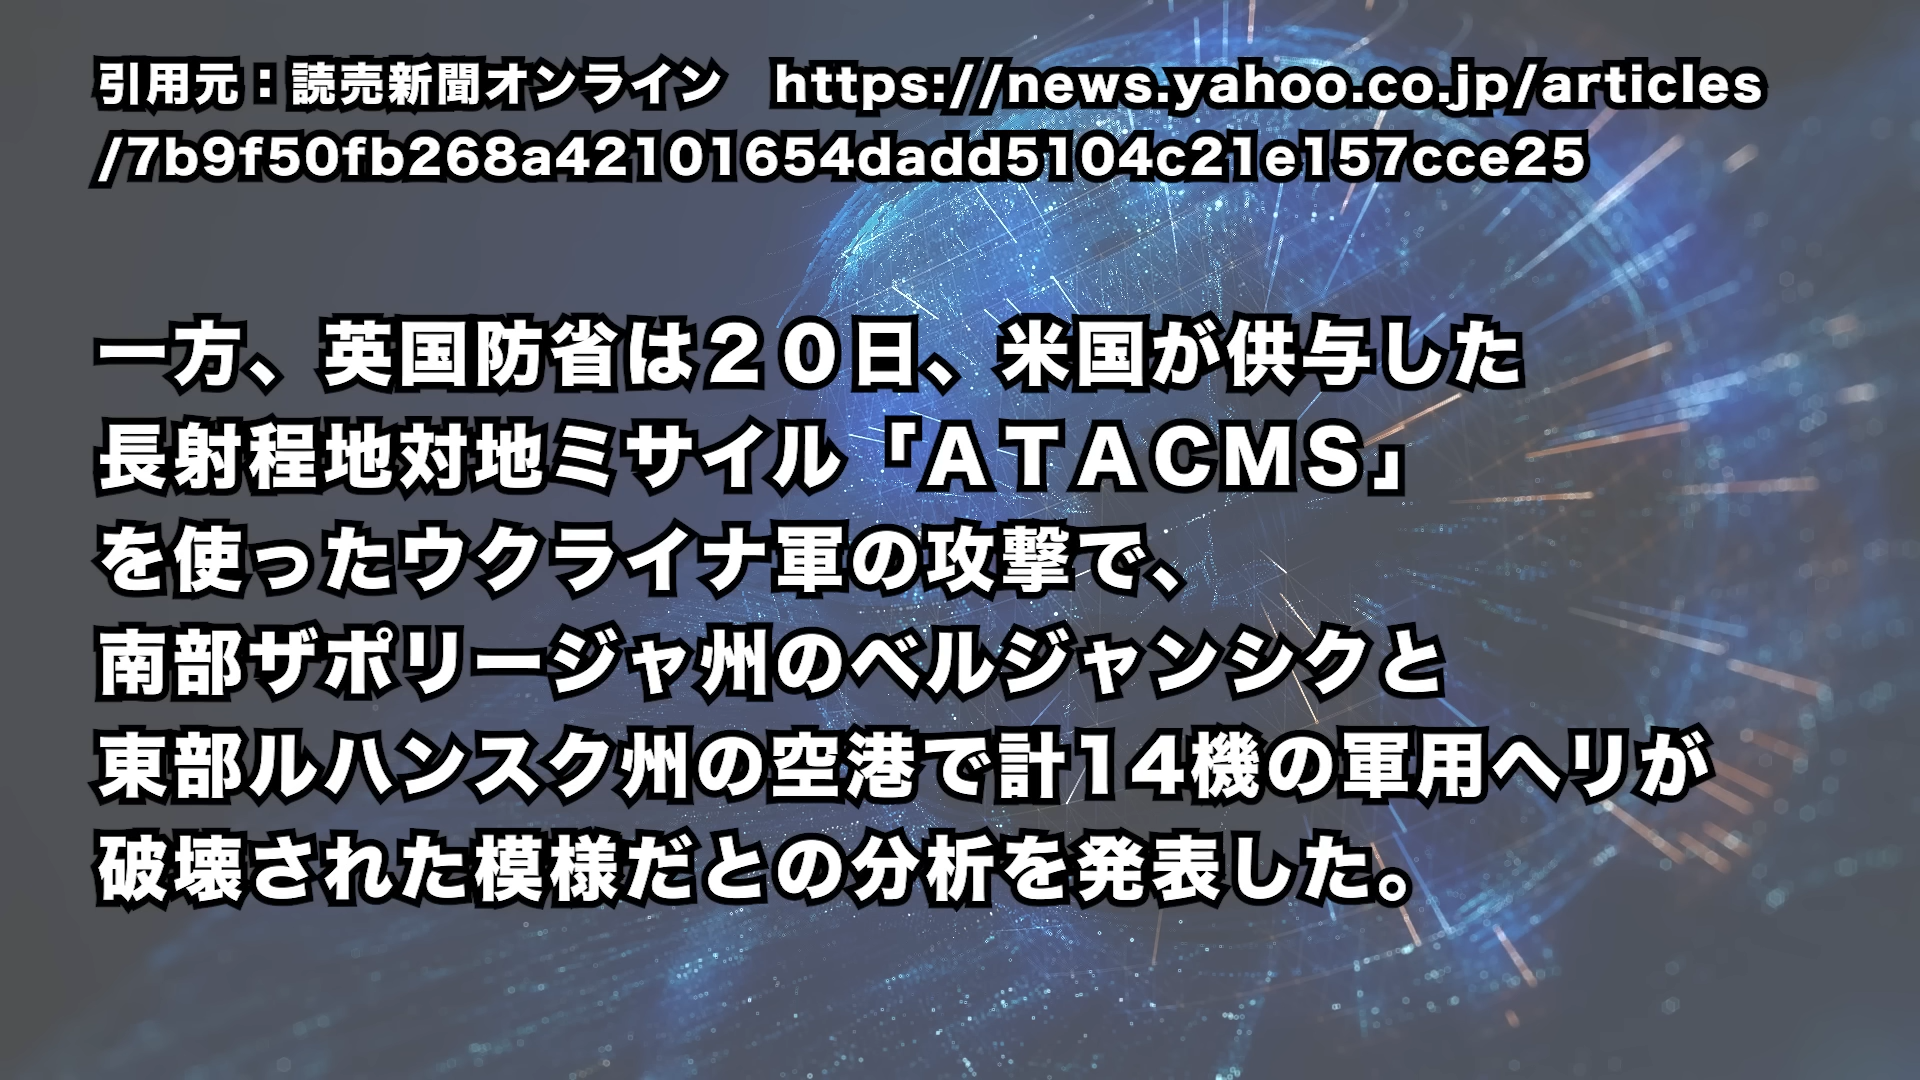 引用元：読売新聞オンライン　https://news.yahoo.co.jp/articles
/7b9f50fb268a42101654dadd5104c21e157cce25
一方、英国防省は２０日、米国が供与した
長射程地対地ミサイル「ＡＴＡＣＭＳ」
を使ったウクライナ軍の攻撃で、
南部ザポリージャ州のベルジャンシクと
東部ルハンスク州の空港で計14機の軍用ヘリが
破壊された模様だとの分析を発表した。